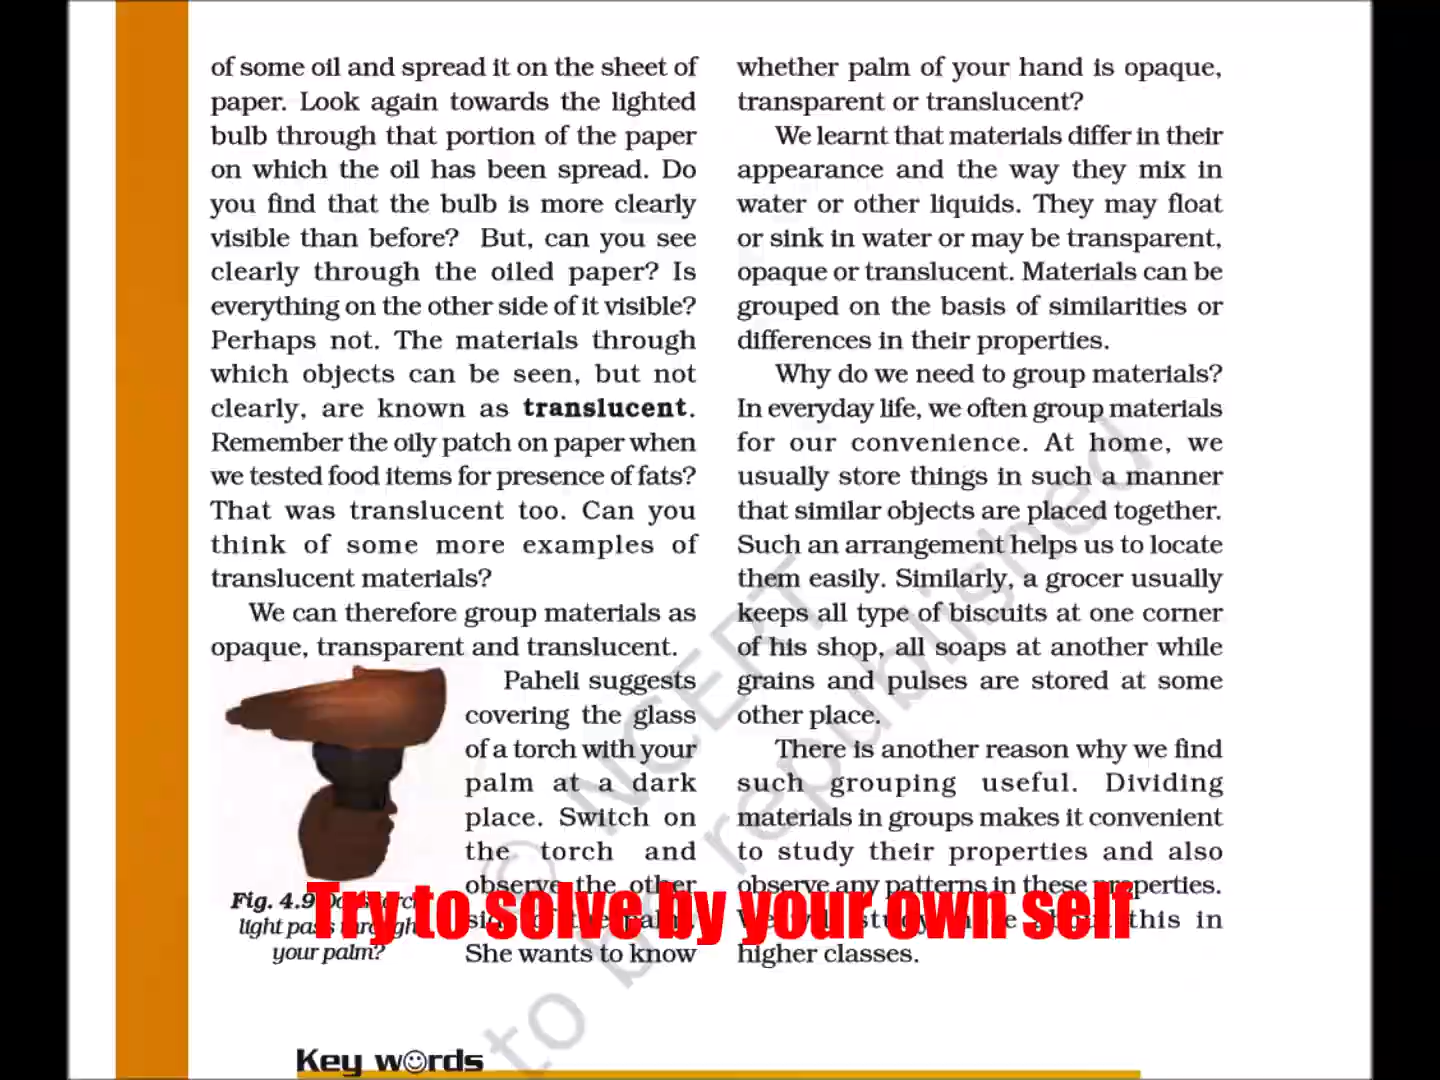 of some oil and spread it on the sheet of
paper. Look again towards the lighted
bulb through that portion of the paper
on which the oil has been spread. Do
you find that the bulb is more clearly
visible than before? But, can you see
clearly through the oiled paper? Is
everything on the other side of it visible?
Perhaps not. The materials through
which objects can be seen, but not
clearly, are known as translucent.
Remember the oily patch on paper when
we tested food items for presence of fats?
That was translucent too. Can you
think of some more examples of
translucent materials?
We can therefore group materials as
opaque, transparent and translucent.
Paheli suggests
covering the glass
of a torch with your
palm at a dark
place. Switch on
the torch and
observe the other
of the palm.
She wants to know
Fig. 4.9
light pass through
your palm?
whether palm of your hand is opaque,
transparent or translucent?
We learnt that materials differ in their
appearance and the way they mix in
water or other liquids. They may float
or sink in water or may be transparent,
opaque or translucent. Materials can be
grouped on the basis of similarities or
differences in their properties.
Why do we need to group materials?
In everyday life, we often group materials
for our convenience. At home, we
usually store things in such a manner
that similar objects are placed together.
Such an arrangement helps us to locate
them easily. Similarly, a grocer usually
keeps all type of biscuits at one corner
of his shop, all soaps at another while
grains and pulses are stored at some
other place.
There is another reason why we find
such grouping useful. Dividing
materials in groups makes it convenient
to study their properties and also
observe any patterns in these properties.
study this in
higher classes.
Try to solve by your own self
Key words
© NCERT
to be republished